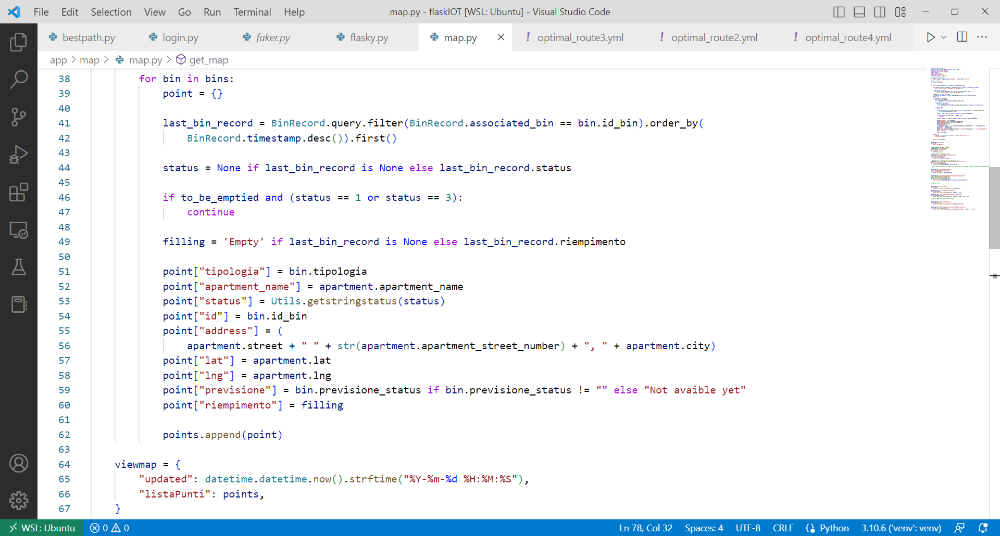 File Edit Selection View Go Run Terminal Help map.py - flaskIOT [WSL: Ubuntu] - Visual Studio Code
bestpath.py login.py faker.py flasky.py map.py ! optimal_route3.yml ! optimal_route2.yml ! optimal_route4.yml
app > map > map.py > get_map
38 for bin in bins:
39 point = {}
40
41 last_bin_record = BinRecord.query.filter(BinRecord.associated_bin == bin.id_bin).order_by(
42 BinRecord.timestamp.desc()).first()
43
44 status = None if last_bin_record is None else last_bin_record.status
45
46 if to_be_emptied and (status == 1 or status == 3):
47 continue
48
49 filling = 'Empty' if last_bin_record is None else last_bin_record.riempimento
50
51 point["tipologia"] = bin.tipologia
52 point["apartment_name"] = apartment.apartment_name
53 point["status"] = Utils.getstringstatus(status)
54 point["id"] = bin.id_bin
55 point["address"] = (
56 apartment.street + " " + str(apartment.apartment_street_number) + ", " + apartment.city)
57 point["lat"] = apartment.lat
58 point["lng"] = apartment.lng
59 point["previsione"] = bin.previsione_status if bin.previsione_status != "" else "Not avaible yet"
60 point["riempimento"] = filling
61
62 points.append(point)
63
64 viewmap = {
65 "updated": datetime.datetime.now().strftime("%Y-%m-%d %H:%M:%S"),
66 "listaPunti": points,
67 }
WSL: Ubuntu 0 0 Ln 78, Col 32 Spaces: 4 UTF-8 CRLF Python 3.10.6 ('venv': venv)